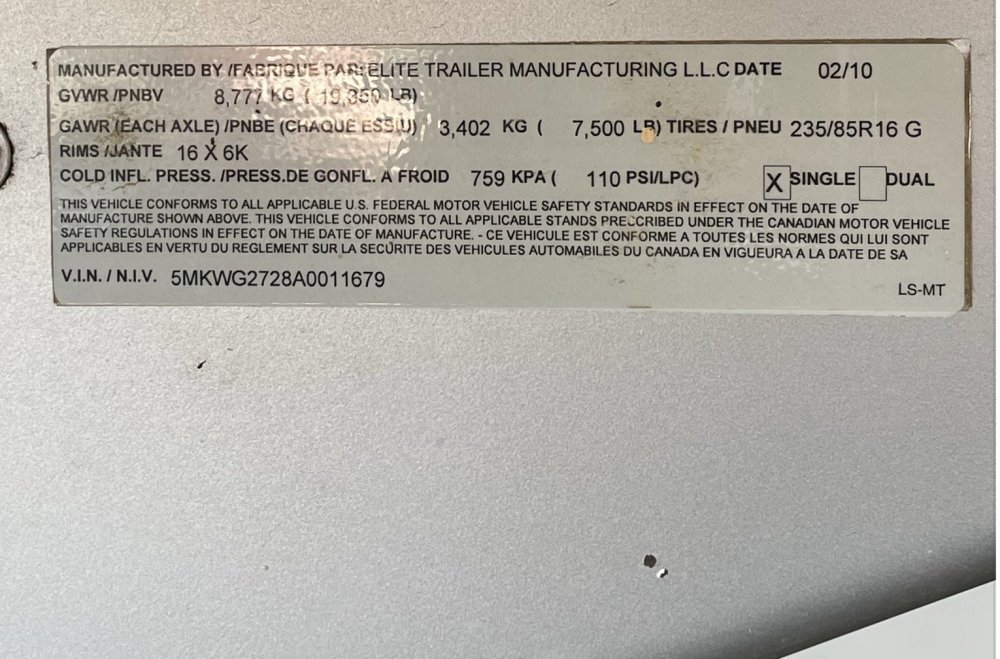 MANUFACTURED BY /FABRIQUE PAR: ELITE TRAILER MANUFACTURING L.L.C DATE 02/10
GVWR /PNBV 8,777 KG ( 19,350 LB)
GAWR (EACH AXLE) /PNBE (CHAQUE ESSIU) 3,402 KG ( 7,500 LB) TIRES / PNEU 235/85R16 G
RIMS /JANTE 16 X 6K
COLD INFL. PRESS. /PRESS.DE GONFL. A FROID 759 KPA ( 110 PSI/LPC) X SINGLE DUAL
THIS VEHICLE CONFORMS TO ALL APPLICABLE U.S. FEDERAL MOTOR VEHICLE SAFETY STANDARDS IN EFFECT ON THE DATE OF
MANUFACTURE SHOWN ABOVE. THIS VEHICLE CONFORMS TO ALL APPLICABLE STANDS PRESCRIBED UNDER THE CANADIAN MOTOR VEHICLE
SAFETY REGULATIONS IN EFFECT ON THE DATE OF MANUFACTURE. - CE VEHICULE EST CONFORME A TOUTES LES NORMES QUI LUI SONT
APPLICABLES EN VERTU DU REGLEMENT SUR LA SECURITE DES VEHICULES AUTOMABILES DU CANADA EN VIGUEURA A LA DATE DE SA
V.I.N. / N.I.V. 5MKWG2728A0011679
LS-MT